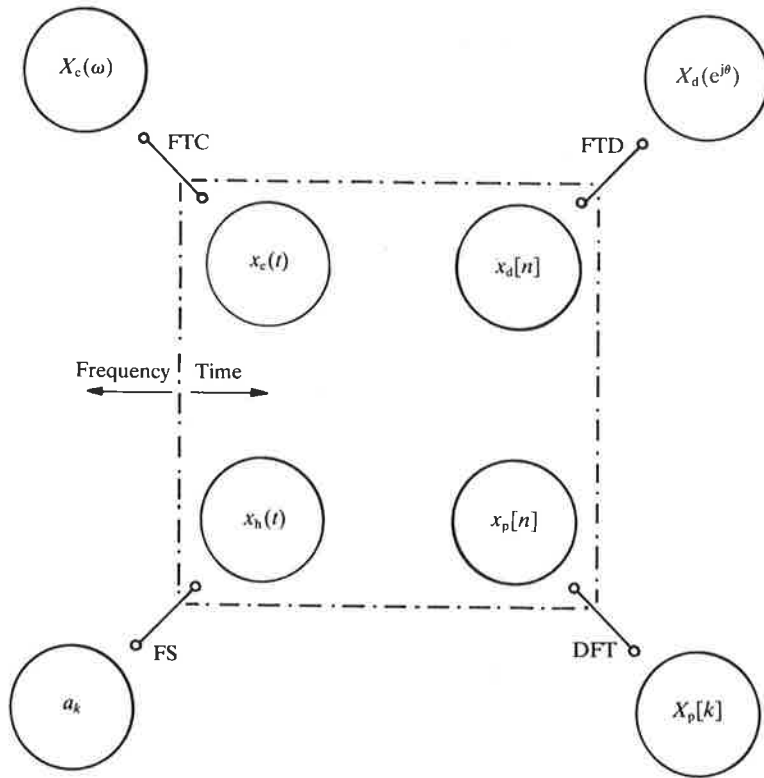 X_c(ω)
X_d(e^{jθ})
FTC
FTD
x_c(t)
x_d[n]
Frequency
Time
x_h(t)
x_p[n]
FS
DFT
a_k
X_p[k]